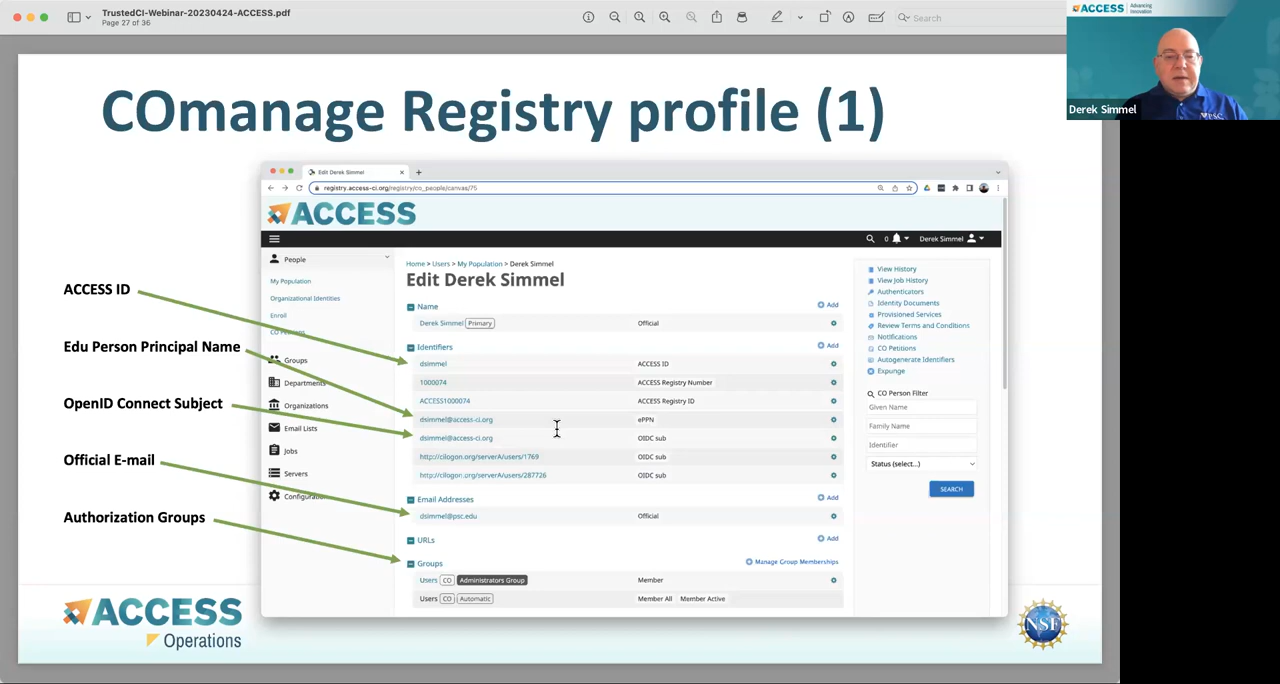 TrustedCI-Webinar-20230424-ACCESS.pdf
Page 27 of 36
Search
ACCESS Advancing Innovation
Derek Simmel
COmanage Registry profile (1)
ACCESS ID
Edu Person Principal Name
OpenID Connect Subject
Official E-mail
Authorization Groups
Edit Derek Simmel
registry.access-ci.org/registry/co_people/canvas/75
ACCESS
0
Derek Simmel
People
My Population
Organizational Identities
Enroll
CO Petitions
Groups
Departments
Organizations
Email Lists
Jobs
Servers
Configuration
Home > Users > My Population > Derek Simmel
Edit Derek Simmel
Name Add
Derek Simmel Primary Official
Identifiers Add
dsimmel ACCESS ID
1000074 ACCESS Registry Number
ACCESS1000074 ACCESS Registry ID
dsimmel@access-ci.org ePPN
dsimmel@access-ci.org OIDC sub
http://cilogon.org/serverA/users/1769 OIDC sub
http://cilogon.org/serverA/users/287726 OIDC sub
Email Addresses Add
dsimmel@psc.edu Official
URLs Add
Groups Manage Group Memberships
Users CO Administrators Group Member
Users CO Automatic Member All Member Active
View History
View Job History
Authenticators
Identity Documents
Provisioned Services
Review Terms and Conditions
Notifications
CO Petitions
Autogenerate Identifiers
Expunge
CO Person Filter
Given Name
Family Name
Identifier
Status (select...)
SEARCH
ACCESS
Operations
NSF